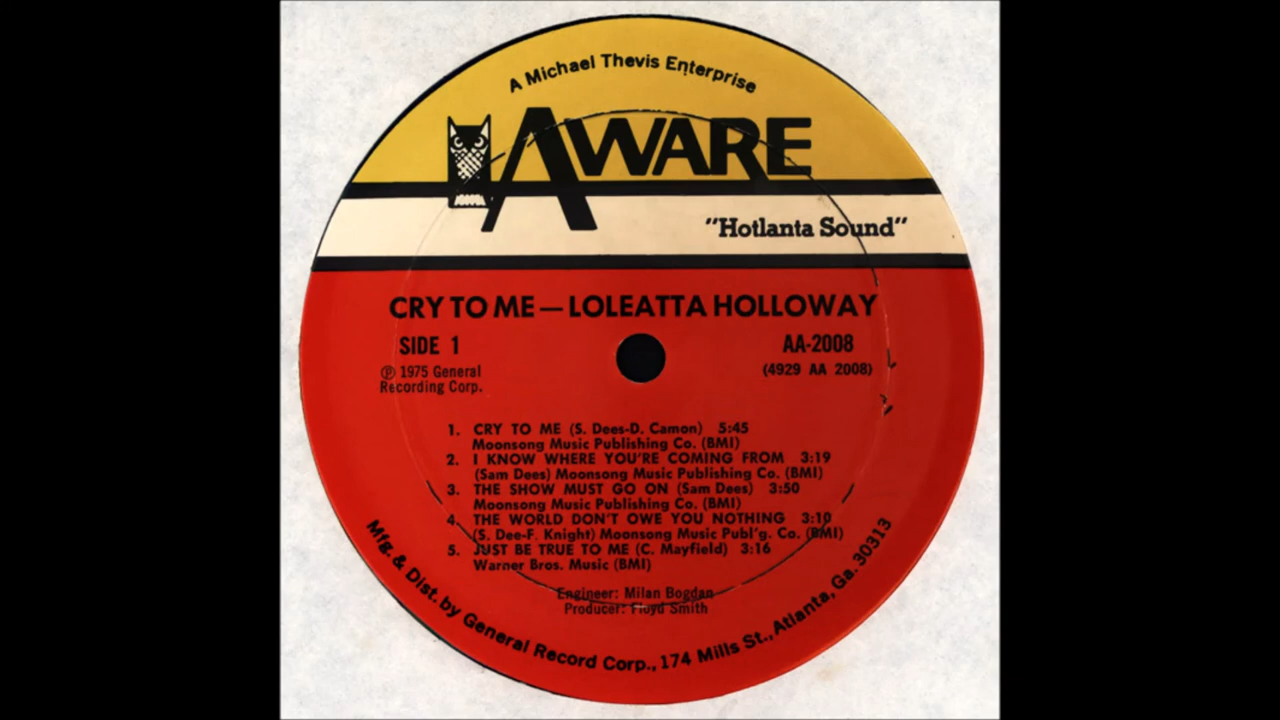 A Michael Thevis Enterprise
AWARE
"Hotlanta Sound"
CRY TO ME — LOLEATTA HOLLOWAY
SIDE 1
AA-2008
℗ 1975 General
Recording Corp.
(4929 AA 2008)
1. CRY TO ME (S. Dees-D. Camon) 5:45
Moonsong Music Publishing Co. (BMI)
2. I KNOW WHERE YOU'RE COMING FROM 3:19
(Sam Dees) Moonsong Music Publishing Co. (BMI)
3. THE SHOW MUST GO ON (Sam Dees) 3:50
Moonsong Music Publishing Co. (BMI)
4. THE WORLD DON'T OWE YOU NOTHING 3:10
(S. Dee-F. Knight) Moonsong Music Publ'g. Co. (BMI)
5. JUST BE TRUE TO ME (C. Mayfield) 3:16
Warner Bros. Music (BMI)
Engineer: Milan Bogdan
Producer: Floyd Smith
Mfg. & Dist. by General Record Corp., 174 Mills St., Atlanta, Ga. 30313